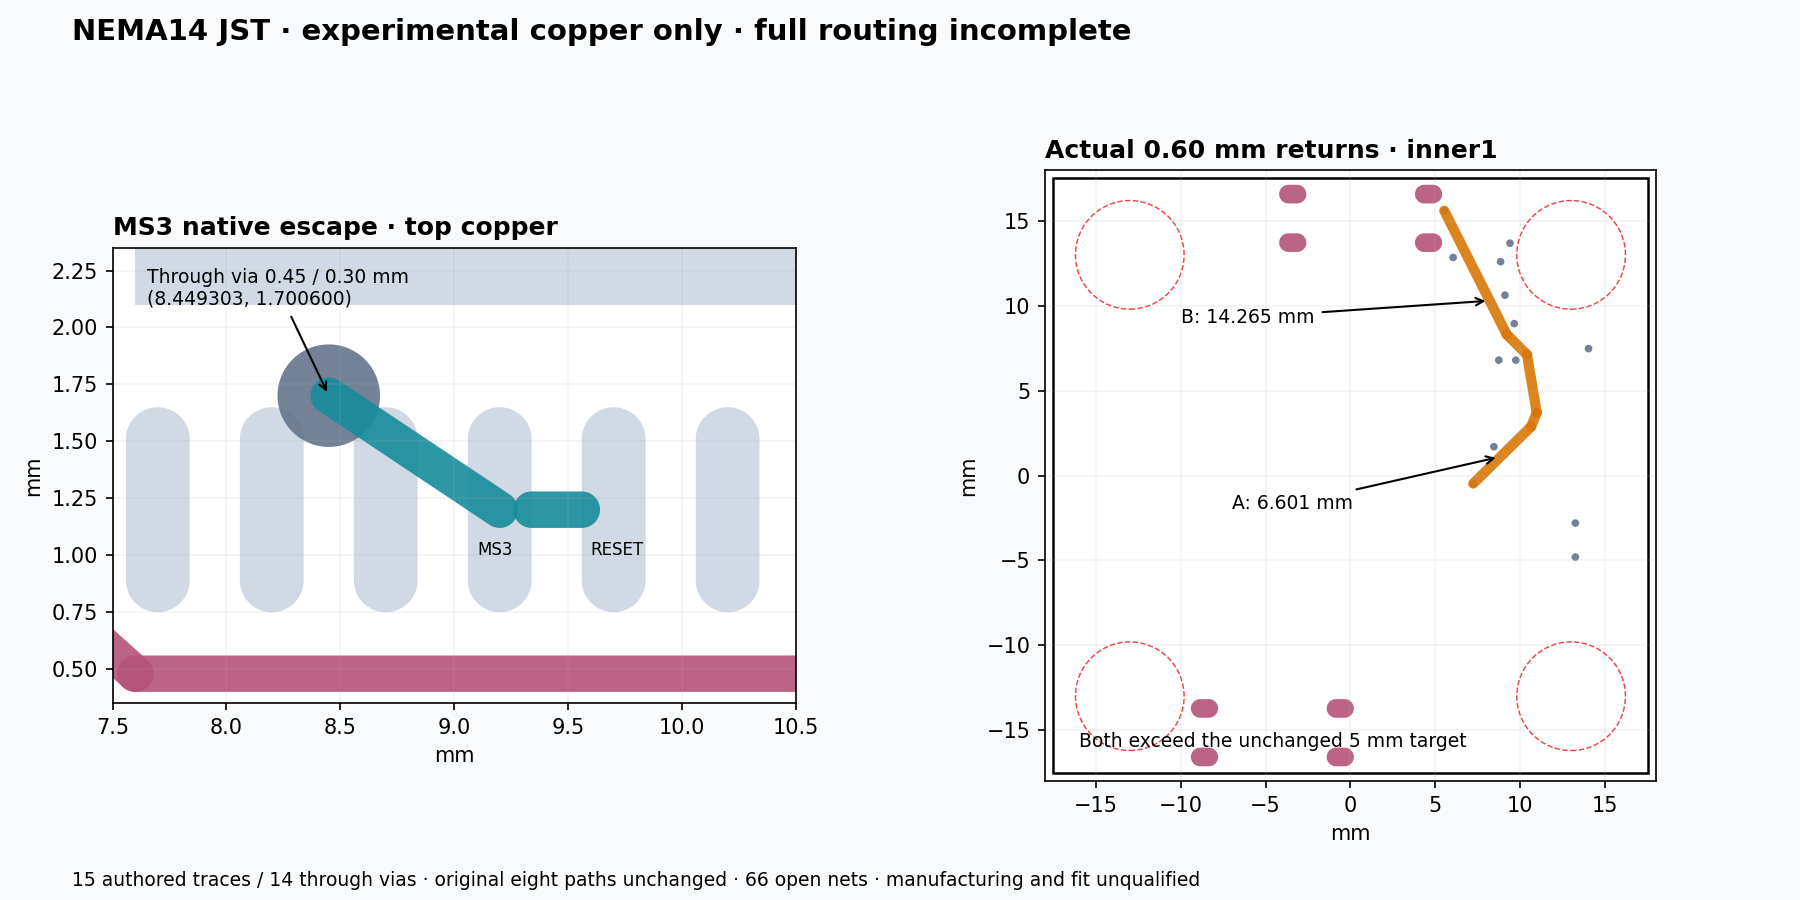 NEMA14 JST · experimental copper only · full routing incomplete
MS3 native escape · top copper
Through via 0.45 / 0.30 mm
(8.449303, 1.700600)
2.25
2.00
1.75
1.50
1.25
1.00
0.75
0.50
mm
MS3
RESET
7.5
8.0
8.5
9.0
9.5
10.0
10.5
mm
Actual 0.60 mm returns · inner1
15
10
5
0
−5
−10
−15
mm
B: 14.265 mm
A: 6.601 mm
Both exceed the unchanged 5 mm target
−15
−10
−5
0
5
10
15
mm
15 authored traces / 14 through vias · original eight paths unchanged · 66 open nets · manufacturing and fit unqualified